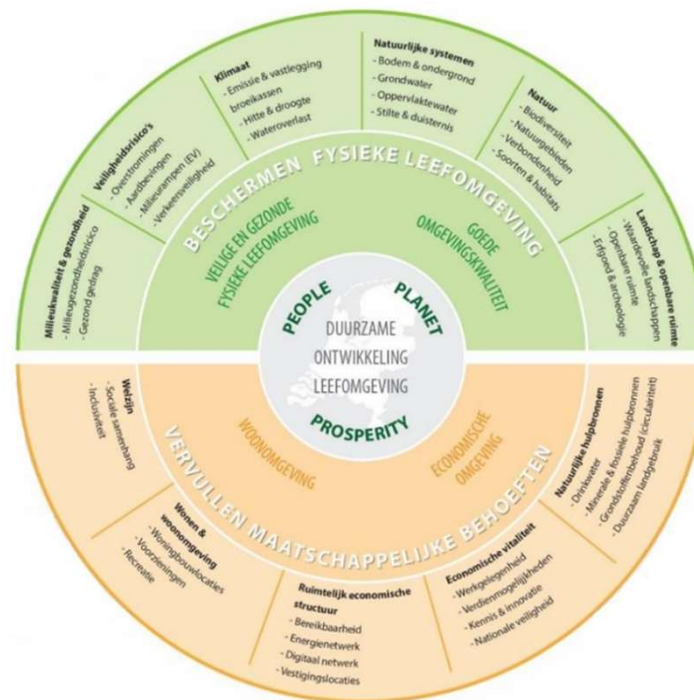 Milieukwaliteit & gezondheid
- Milieugezondheidsricico
- Gezond gedrag
Veiligheidsrisico's
- Overstromingen
- Aardbevingen
- Milieurampen (EV)
- Verkeersveiligheid
Klimaat
- Emissie & vastlegging
broeikassen
- Hitte & droogte
- Wateroverlast
Natuurlijke systemen
- Bodem & ondergrond
- Grondwater
- Oppervlaktewater
- Stilte & duisternis
Natuur
- Biodiversiteit
- Natuurgebieden
- Verbondenheid
- Soorten & habitats
Landschap & openbare ruimte
- Waardevolle landschappen
- Openbare ruimte
- Erfgoed & archeologie
BESCHERMEN FYSIEKE LEEFOMGEVING
VEILIGE EN GEZONDE
FYSIEKE LEEFOMGEVING
GOEDE
OMGEVINGSKWALITEIT
PEOPLE
PLANET
DUURZAME
ONTWIKKELING
LEEFOMGEVING
PROSPERITY
WOONOMGEVING
ECONOMISCHE
OMGEVING
VERVULLEN MAATSCHAPPELIJKE BEHOEFTEN
Welzijn
- Sociale samenhang
- Inclusiviteit
Wonen &
woonomgeving
- Woningbouwlocaties
- Voorzieningen
- Recreatie
Ruimtelijk economische
structuur
- Bereikbaarheid
- Energienetwerk
- Digitaal netwerk
- Vestigingslocaties
Economische vitaliteit
- Werkgelegenheid
- Verdienmogelijkheden
- Kennis & innovatie
- Nationale veiligheid
Natuurlijke hulpbronnen
- Drinkwater
- Minerale & fossiele hulpbronnen
- Grondstoffenbehoud (circulairiteit)
- Duurzaam landgebruik